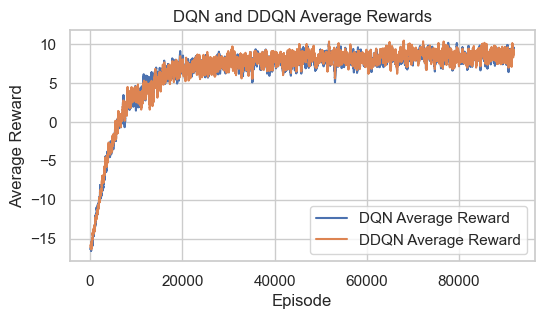 DQN and DDQN Average Rewards
Average Reward
10
5
0
−5
−10
−15
0
20000
40000
60000
80000
Episode
DQN Average Reward
DDQN Average Reward